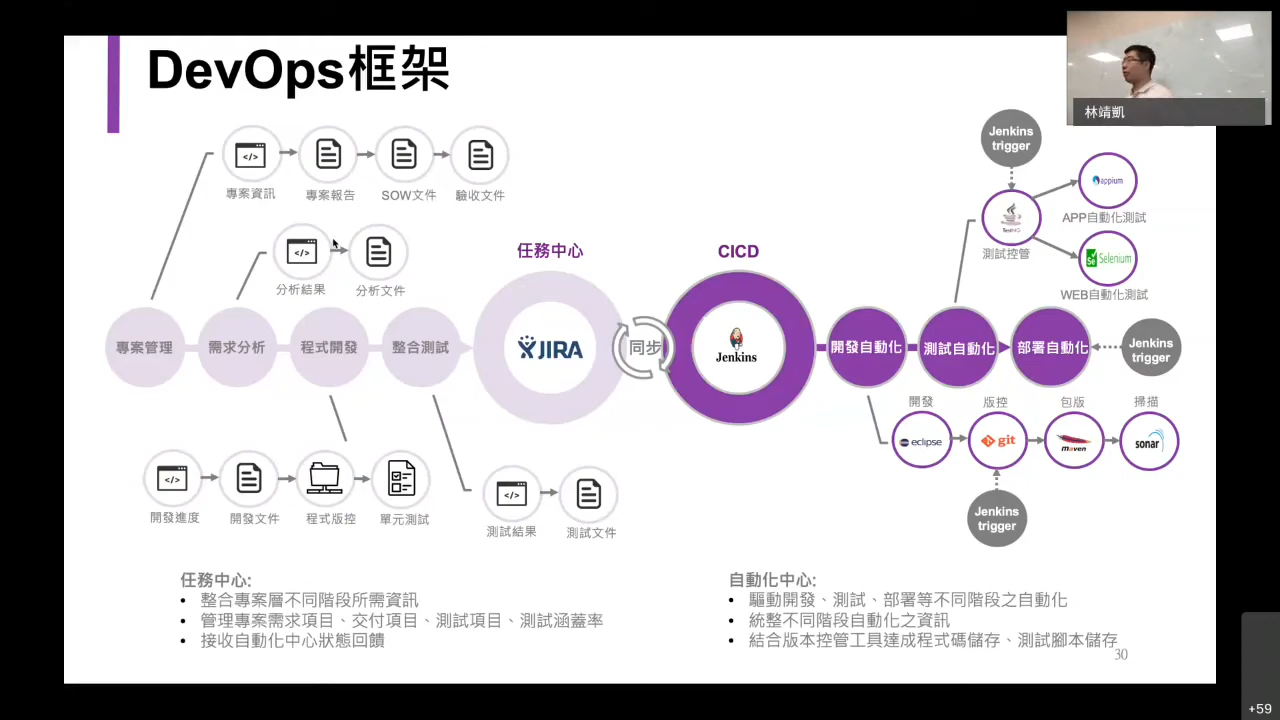 DevOps框架
林靖凱
專案資訊
專案報告
SOW文件
驗收文件
分析結果
分析文件
Jenkins
trigger
TestNG
測試控管
appium
APP自動化測試
Se Selenium
WEB自動化測試
任務中心
CICD
專案管理
需求分析
程式開發
整合測試
JIRA
同步
Jenkins
開發自動化
測試自動化
部署自動化
Jenkins
trigger
開發
版控
包版
掃描
eclipse
git
maven
sonar
Jenkins
trigger
開發進度
開發文件
程式版控
單元測試
測試結果
測試文件
任務中心:
• 整合專案層不同階段所需資訊
• 管理專案需求項目、交付項目、測試項目、測試涵蓋率
• 接收自動化中心狀態回饋
自動化中心:
• 驅動開發、測試、部署等不同階段之自動化
• 統整不同階段自動化之資訊
• 結合版本控管工具達成程式碼儲存、測試腳本儲存
30
+59